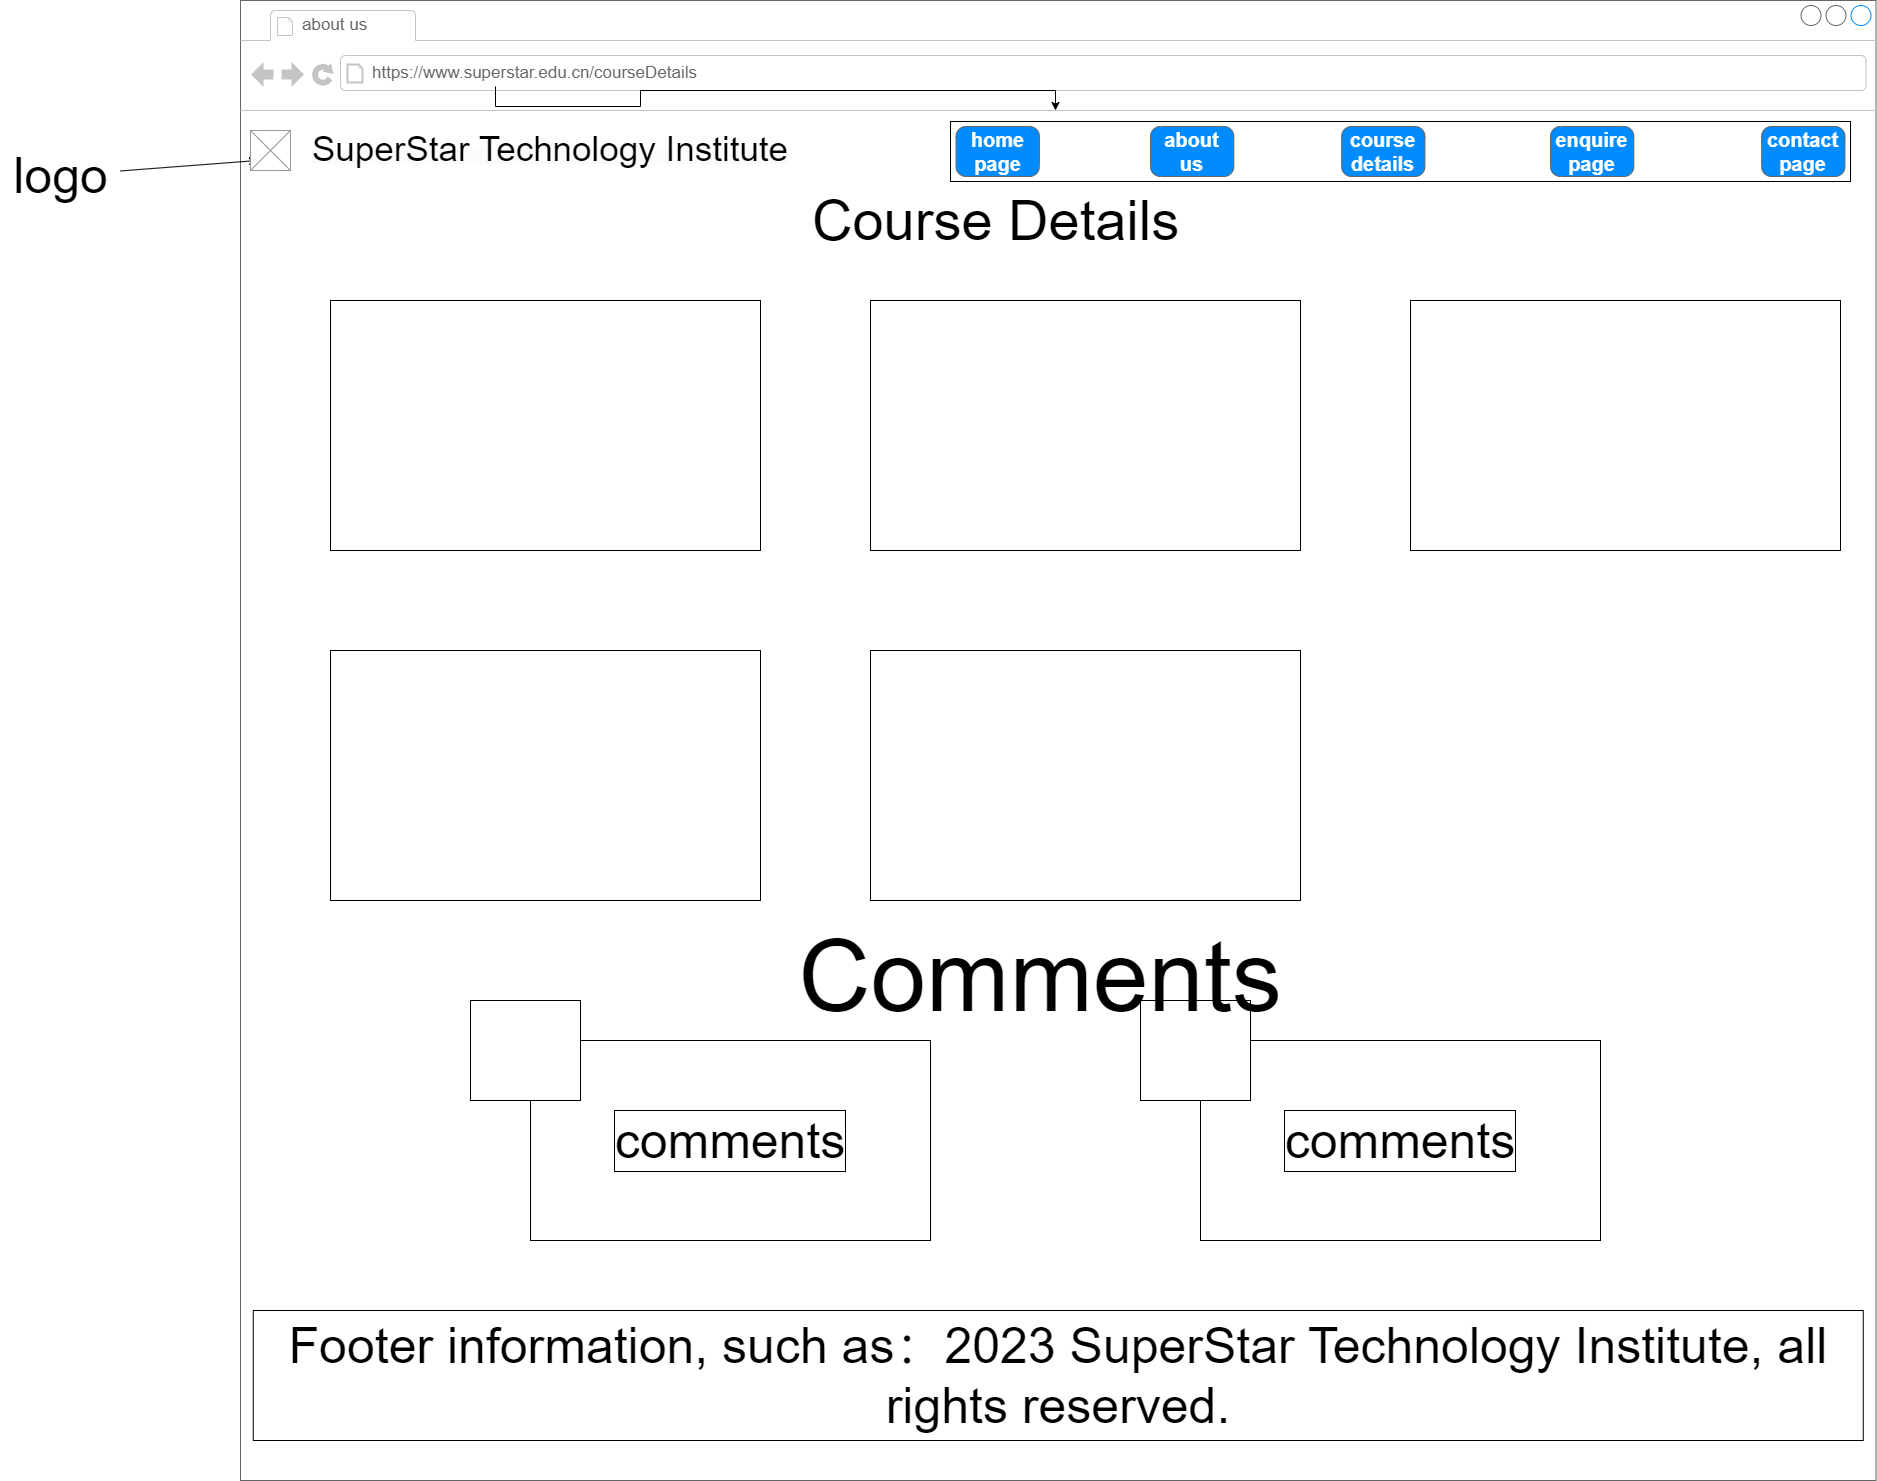 about us
https://www.superstar.edu.cn/courseDetails
logo
SuperStar Technology Institute
home
page
about
us
course
details
enquire
page
contact
page
Course Details
Comments
comments
comments
Footer information, such as：2023 SuperStar Technology Institute, all
rights reserved.